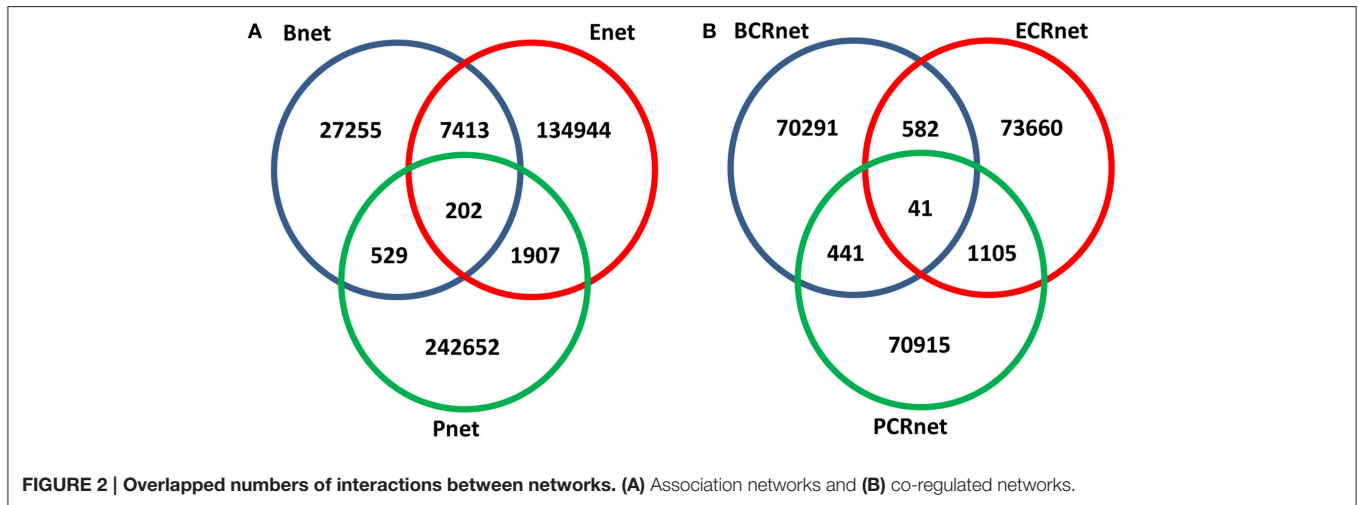 A Bnet Enet
27255 7413 134944
202
529 1907
242652
Pnet
B BCRnet ECRnet
70291 582 73660
41
441 1105
70915
PCRnet
FIGURE 2 | Overlapped numbers of interactions between networks. (A) Association networks and (B) co-regulated networks.